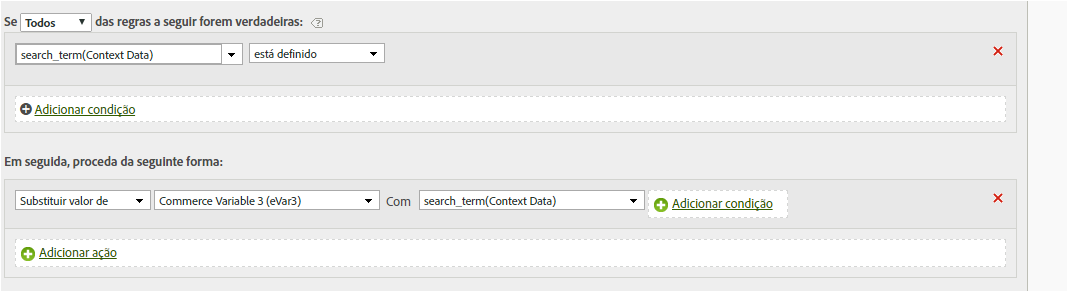 Se Todos das regras a seguir forem verdadeiras:
search_term(Context Data) está definido
Adicionar condição
Em seguida, proceda da seguinte forma:
Substituir valor de Commerce Variable 3 (eVar3) Com search_term(Context Data) Adicionar condição
Adicionar ação